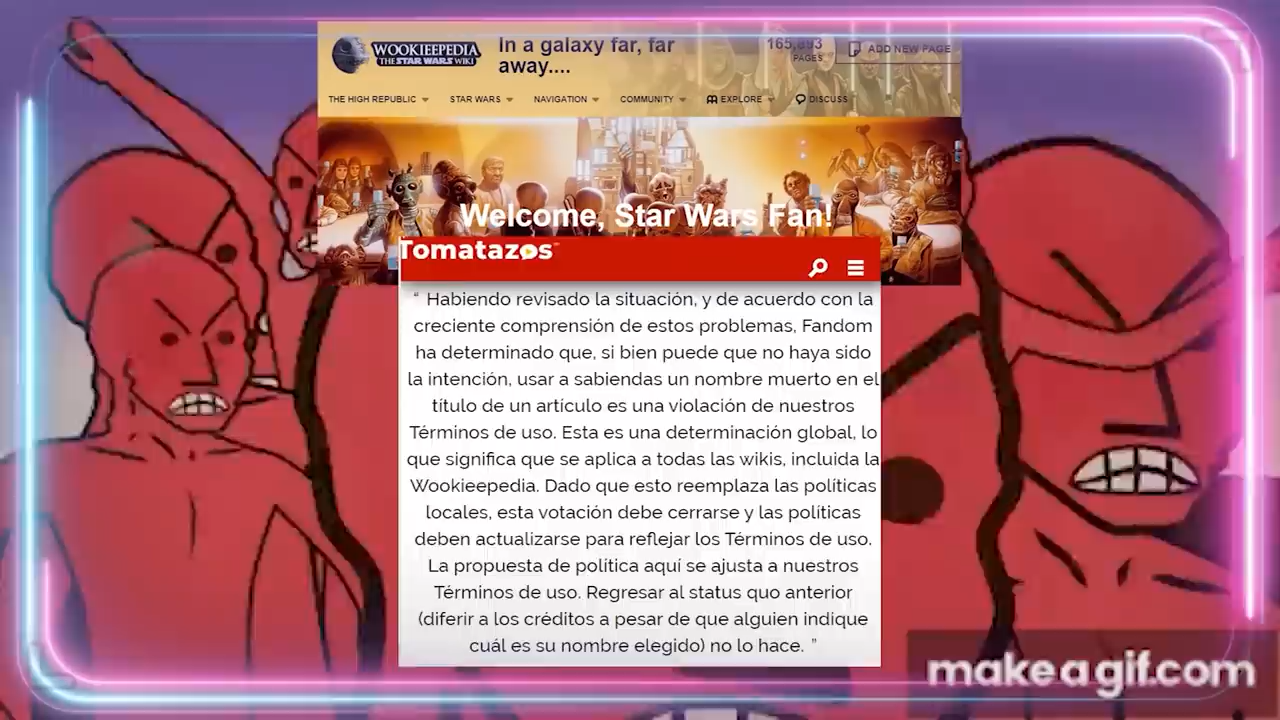 WOOKIEEPEDIA
THE STAR WARS WIKI
In a galaxy far, far
away....
165,893
PAGES
ADD NEW PAGE
THE HIGH REPUBLIC
STAR WARS
NAVIGATION
COMMUNITY
EXPLORE
DISCUSS
Welcome, Star Wars Fan!
Tomatazos
“ Habiendo revisado la situación, y de acuerdo con la
creciente comprensión de estos problemas, Fandom
ha determinado que, si bien puede que no haya sido
la intención, usar a sabiendas un nombre muerto en el
título de un artículo es una violación de nuestros
Términos de uso. Esta es una determinación global, lo
que significa que se aplica a todas las wikis, incluida la
Wookieepedia. Dado que esto reemplaza las políticas
locales, esta votación debe cerrarse y las políticas
deben actualizarse para reflejar los Términos de uso.
La propuesta de política aquí se ajusta a nuestros
Términos de uso. Regresar al status quo anterior
(diferir a los créditos a pesar de que alguien indique
cuál es su nombre elegido) no lo hace. ”
makeagif.com